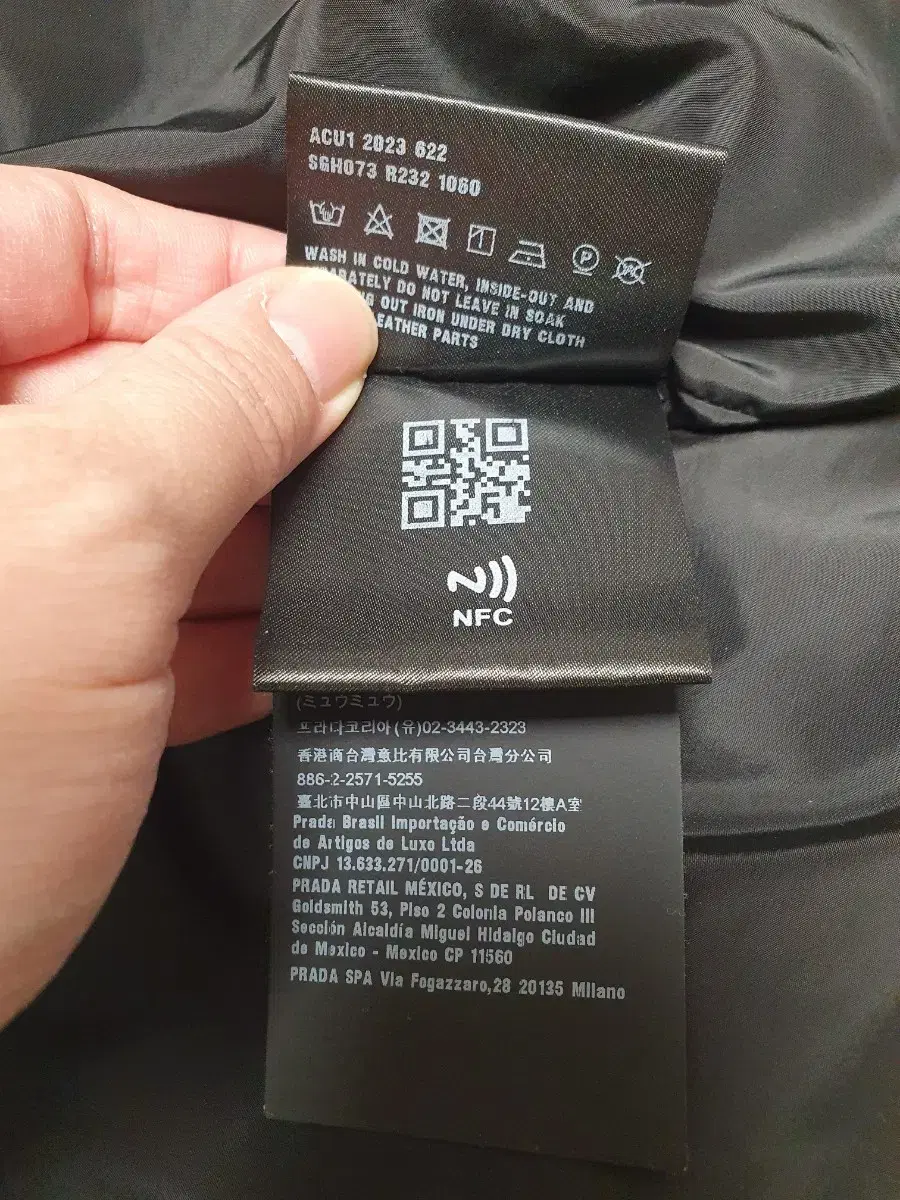 ACU1 2023 622
SGH073 R232 1060
P
WASH IN COLD WATER, INSIDE-OUT AND
DO NOT LEAVE IN SOAK
OUT IRON UNDER DRY CLOTH
PARTS
NFC
(ミュウミュウ)
프라다코리아(유)02-3443-2323
香港商台灣意比有限公司台灣分公司
886-2-2571-5255
臺北市中山區中山北路二段44號12樓A室
Prada Brasil Importação e Comércio
de Artigos de Luxo Ltda
CNPJ 13.633.271/0001-26
PRADA RETAIL MÉXICO, S DE RL DE CV
Goldsmith 53, Piso 2 Colonia Polanco III
Sección Alcaldía Miguel Hidalgo Ciudad
de Mexico - Mexico CP 11560
PRADA SPA Via Fogazzaro,28 20135 Milano